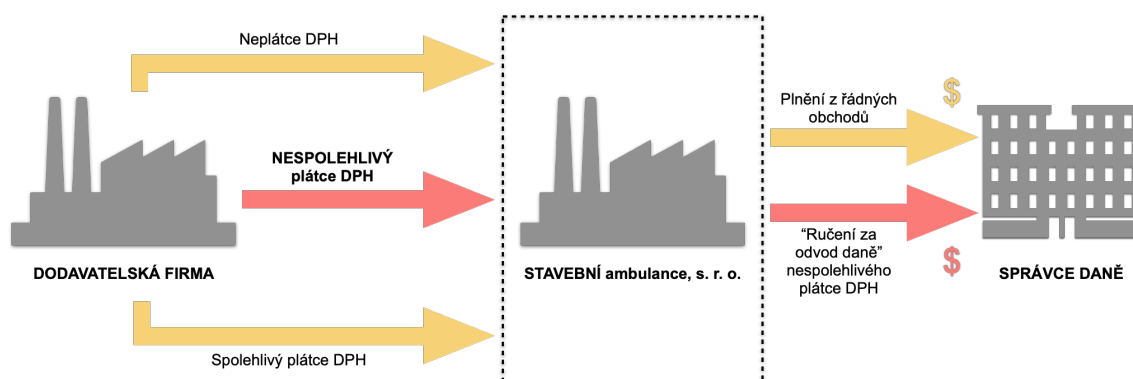 Neplátce DPH
NESPOLEHLIVÝ
plátce DPH
DODAVATELSKÁ FIRMA
Spolehlivý plátce DPH
STAVEBNÍ ambulance, s. r. o.
Plnění z řádných
obchodů
$
“Ručení za
odvod daně”
nespolehlivého
plátce DPH
$
SPRÁVCE DANĚ